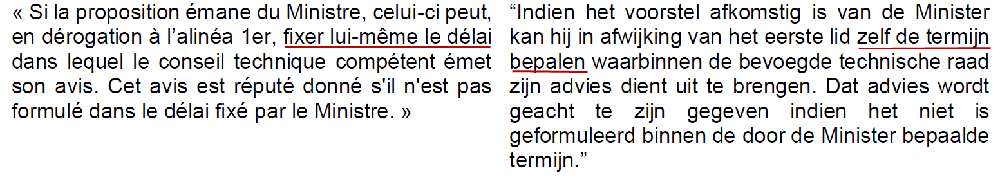 « Si la proposition émane du Ministre, celui-ci peut,
en dérogation à l’alinéa 1er, fixer lui-même le délai
dans lequel le conseil technique compétent émet
son avis. Cet avis est réputé donné s'il n'est pas
formulé dans le délai fixé par le Ministre. »
“Indien het voorstel afkomstig is van de Minister
kan hij in afwijking van het eerste lid zelf de termijn
bepalen waarbinnen de bevoegde technische raad
zijn advies dient uit te brengen. Dat advies wordt
geacht te zijn gegeven indien het niet is
geformuleerd binnen de door de Minister bepaalde
termijn.”